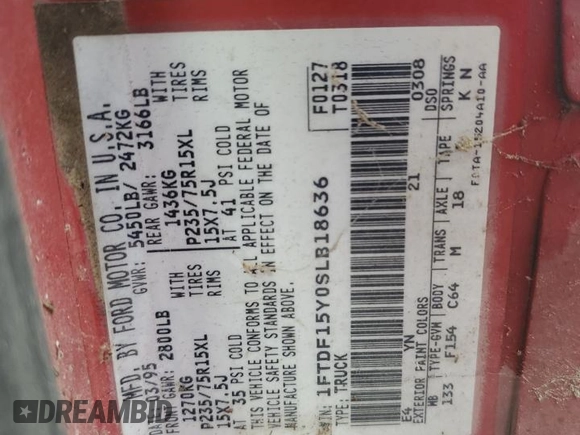 MFD. BY FORD MOTOR CO. IN U.S.A.
03/95 GVWR: 5450LB/ 2472KG
FRONT GAWR: 2800LB REAR GAWR: 3166LB
1270KG WITH 1436KG WITH
P235/75R15XL TIRES P235/75R15XL TIRES
15X7.5J RIMS 15X7.5J RIMS
AT 35 PSI COLD AT 41 PSI COLD
THIS VEHICLE CONFORMS TO ALL APPLICABLE FEDERAL MOTOR
VEHICLE SAFETY STANDARDS IN EFFECT ON THE DATE OF
MANUFACTURE SHOWN ABOVE.
F0127
T0318
VIN: 1FTDF15Y0SLB18636
TYPE: TRUCK
E4 YN 21 0308
EXTERIOR PAINT COLORS DSO
WB TYPE-GVW BODY TRANS AXLE TAPE SPRINGS
133 F154 C64 M 18 K N
15204A10-AA
DREAMBID